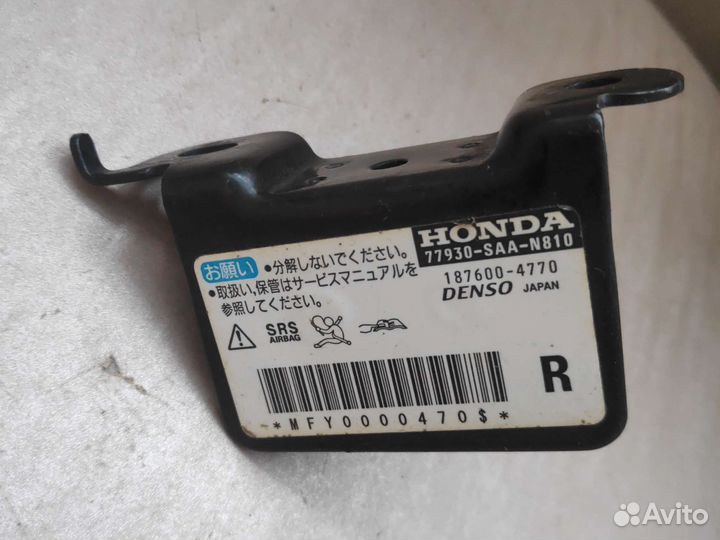 HONDA
77930-SAA-N810
お願い
•分解しないでください。
•取扱い、保管はサービスマニュアルを
参照してください。
187600-4770
DENSO JAPAN
SRS
AIRBAG
R
*MFY0000470$*
Avito